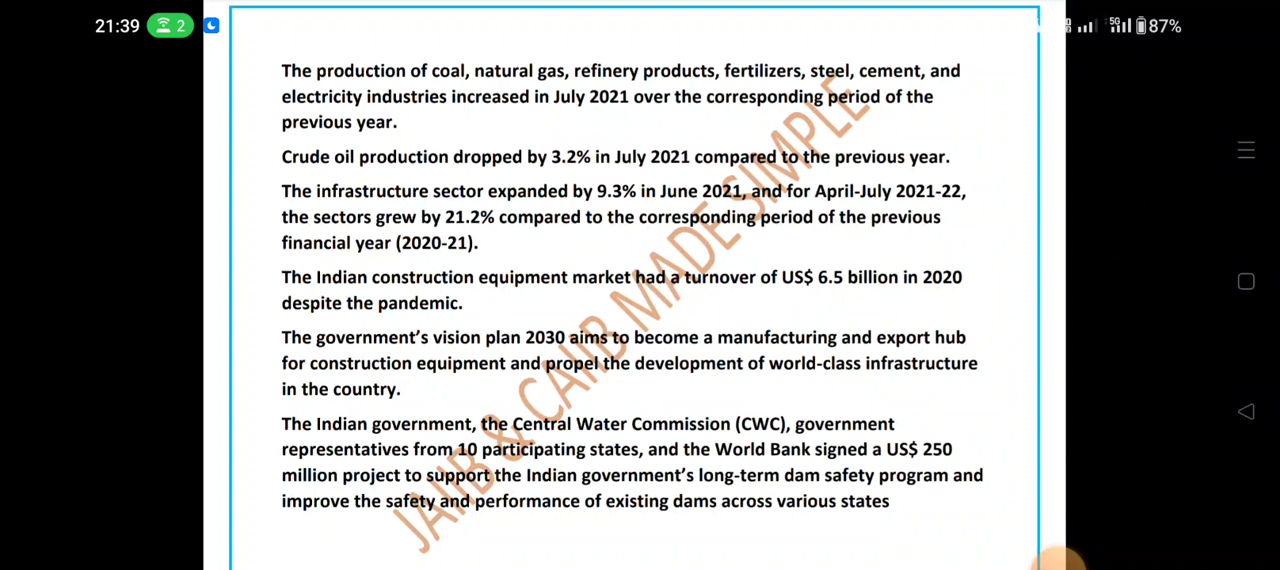 21:39 2 5G 87%
The production of coal, natural gas, refinery products, fertilizers, steel, cement, and
electricity industries increased in July 2021 over the corresponding period of the
previous year.
Crude oil production dropped by 3.2% in July 2021 compared to the previous year.
The infrastructure sector expanded by 9.3% in June 2021, and for April-July 2021-22,
the sectors grew by 21.2% compared to the corresponding period of the previous
financial year (2020-21).
The Indian construction equipment market had a turnover of US$ 6.5 billion in 2020
despite the pandemic.
The government’s vision plan 2030 aims to become a manufacturing and export hub
for construction equipment and propel the development of world-class infrastructure
in the country.
The Indian government, the Central Water Commission (CWC), government
representatives from 10 participating states, and the World Bank signed a US$ 250
million project to support the Indian government’s long-term dam safety program and
improve the safety and performance of existing dams across various states
JAIIB & CAIIB MADE SIMPLE